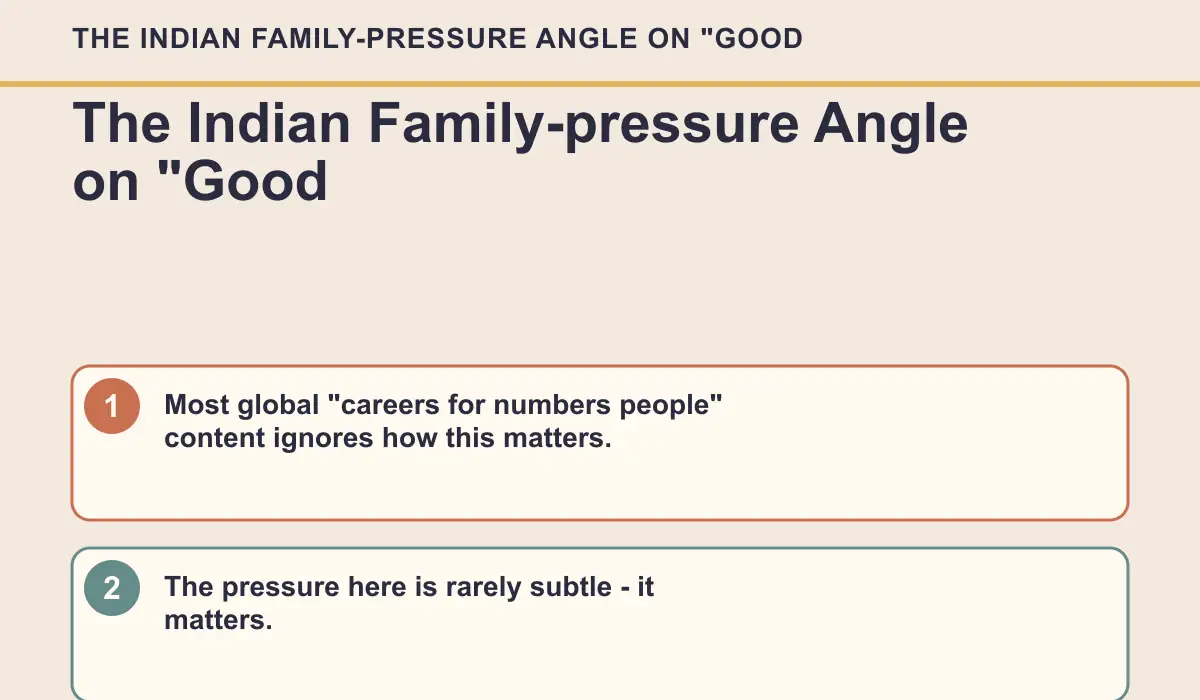 THE INDIAN FAMILY-PRESSURE ANGLE ON "GOOD
The Indian Family-pressure Angle
on "Good
1
Most global "careers for numbers people"
content ignores how this matters.
2
The pressure here is rarely subtle - it
matters.